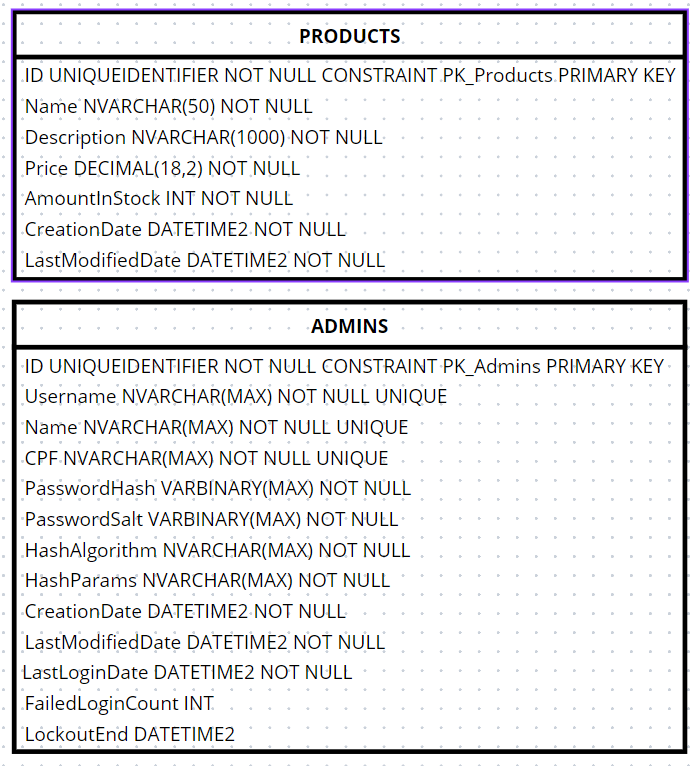 PRODUCTS
ID UNIQUEIDENTIFIER NOT NULL CONSTRAINT PK_Products PRIMARY KEY
Name NVARCHAR(50) NOT NULL
Description NVARCHAR(1000) NOT NULL
Price DECIMAL(18,2) NOT NULL
AmountInStock INT NOT NULL
CreationDate DATETIME2 NOT NULL
LastModifiedDate DATETIME2 NOT NULL
ADMINS
ID UNIQUEIDENTIFIER NOT NULL CONSTRAINT PK_Admins PRIMARY KEY
Username NVARCHAR(MAX) NOT NULL UNIQUE
Name NVARCHAR(MAX) NOT NULL UNIQUE
CPF NVARCHAR(MAX) NOT NULL UNIQUE
PasswordHash VARBINARY(MAX) NOT NULL
PasswordSalt VARBINARY(MAX) NOT NULL
HashAlgorithm NVARCHAR(MAX) NOT NULL
HashParams NVARCHAR(MAX) NOT NULL
CreationDate DATETIME2 NOT NULL
LastModifiedDate DATETIME2 NOT NULL
LastLoginDate DATETIME2 NOT NULL
FailedLoginCount INT
LockoutEnd DATETIME2